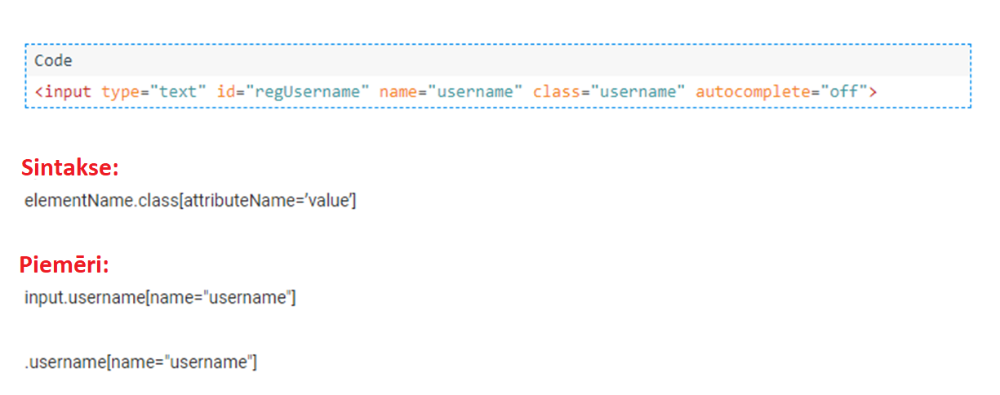 Code
<input type="text" id="regUsername" name="username" class="username" autocomplete="off">
Sintakse:
elementName.class[attributeName=’value’]
Piemēri:
input.username[name="username"]
.username[name="username"]